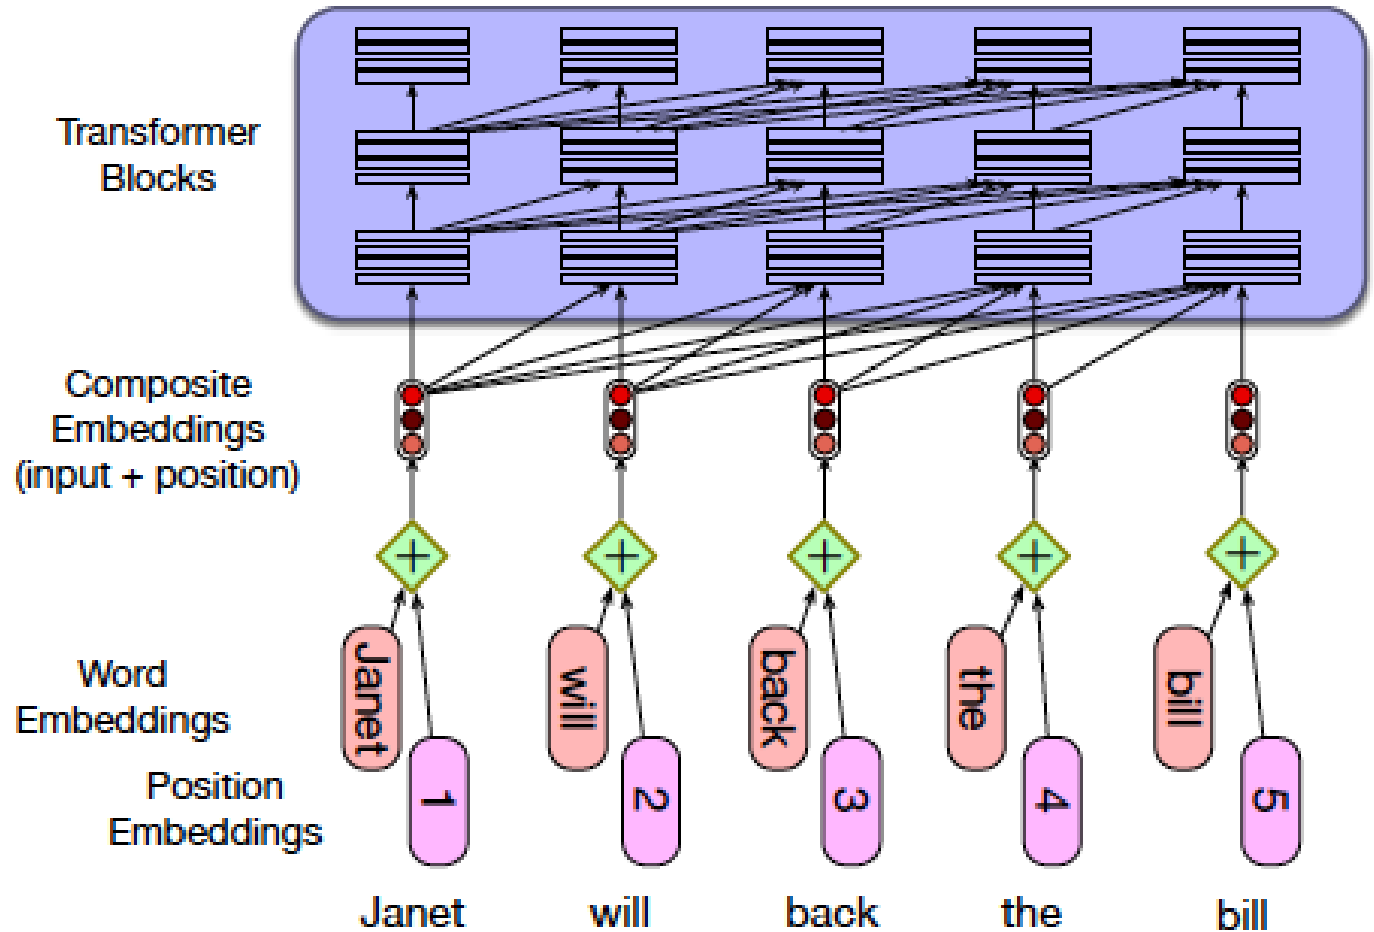 Transformer
Blocks
Composite
Embeddings
(input + position)
Word
Embeddings
Janet
will
back
the
bill
Position
Embeddings
1
2
3
4
5
Janet will back the bill